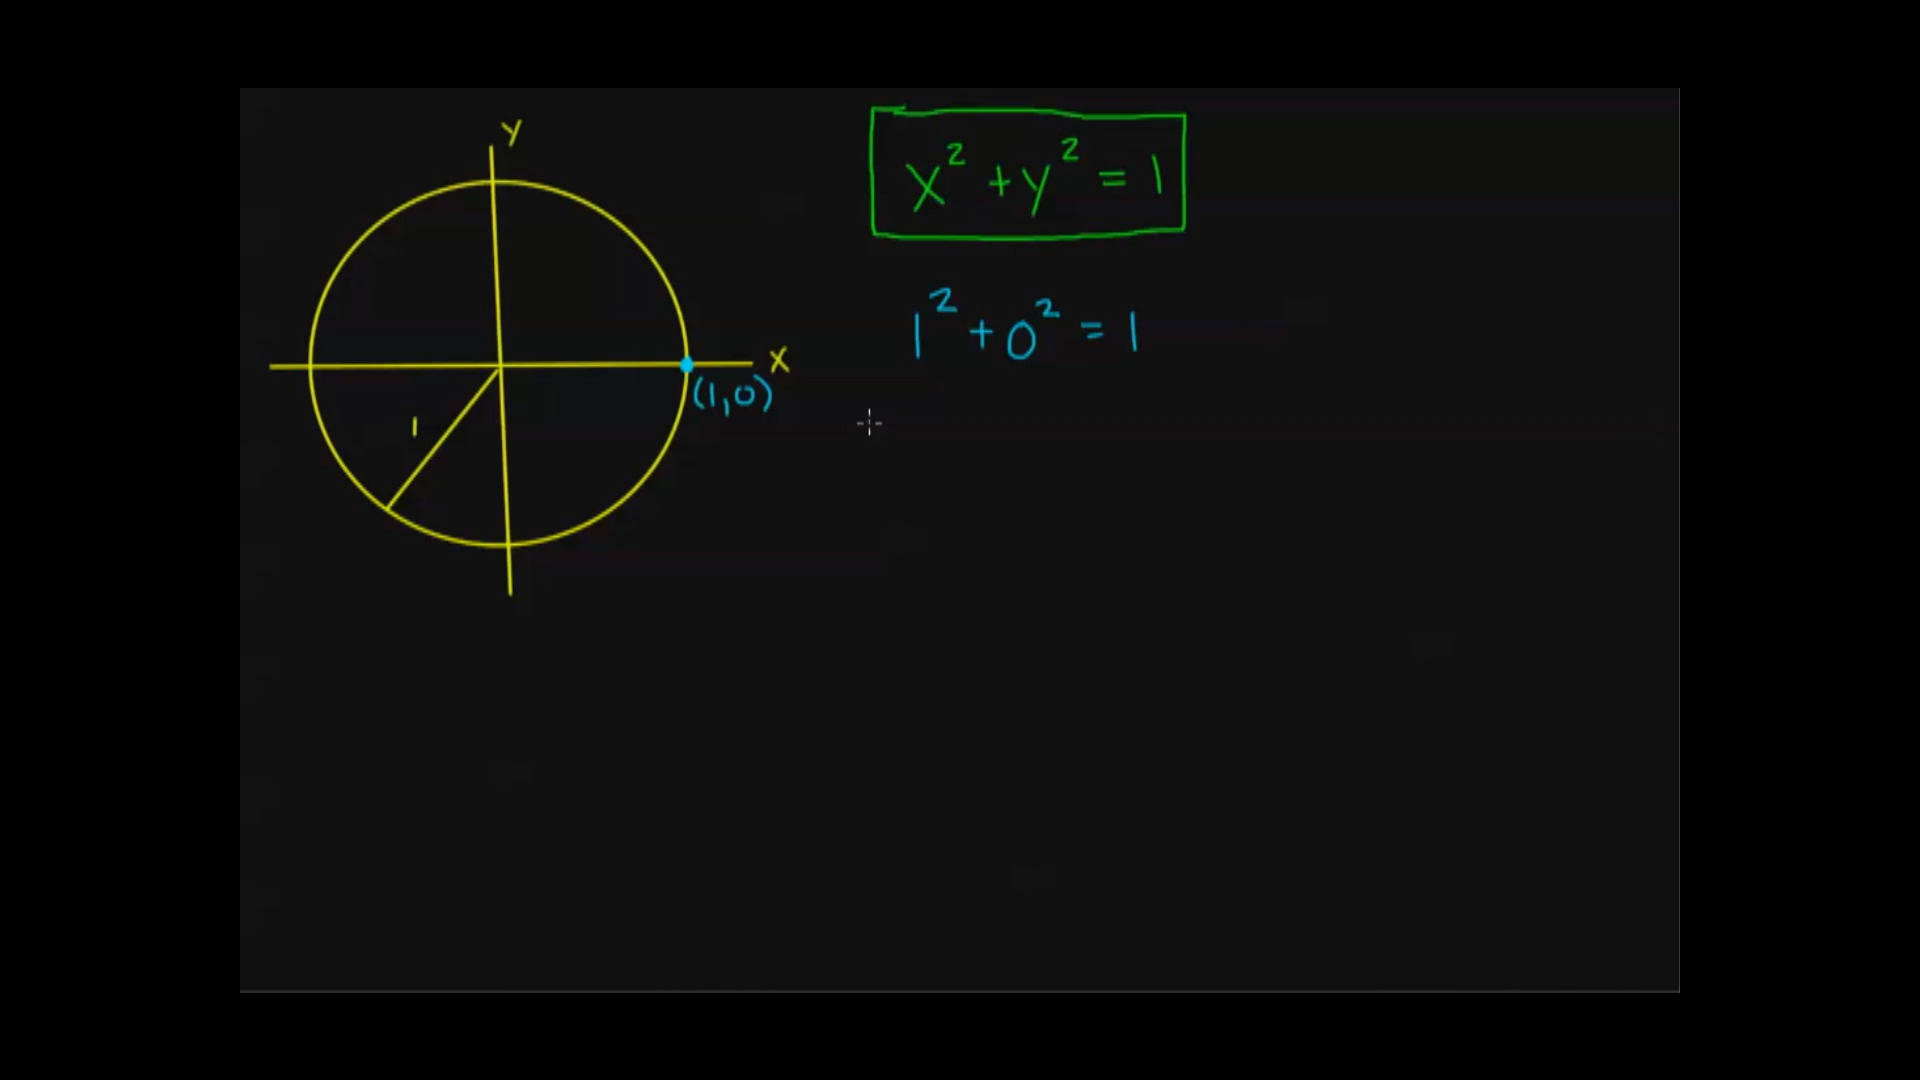 y
x² + y² = 1
1² + 0² = 1
x
(1,0)
1